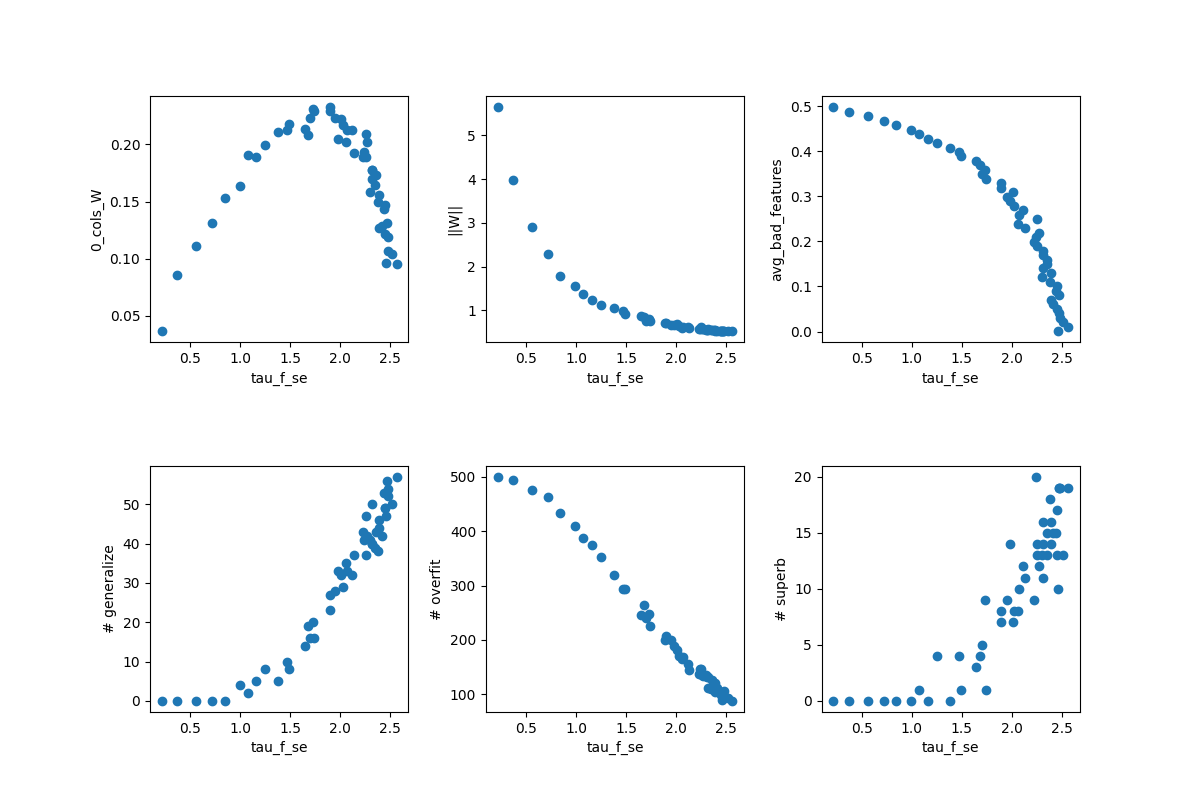 0.20
0.15
0.10
0.05
0_cols_W
0.5 1.0 1.5 2.0 2.5
tau_f_se
5
4
3
2
1
||W||
0.5 1.0 1.5 2.0 2.5
tau_f_se
0.5
0.4
0.3
0.2
0.1
0.0
avg_bad_features
0.5 1.0 1.5 2.0 2.5
tau_f_se
50
40
30
20
10
0
# generalize
0.5 1.0 1.5 2.0 2.5
tau_f_se
500
400
300
200
100
# overfit
0.5 1.0 1.5 2.0 2.5
tau_f_se
20
15
10
5
0
# superb
0.5 1.0 1.5 2.0 2.5
tau_f_se